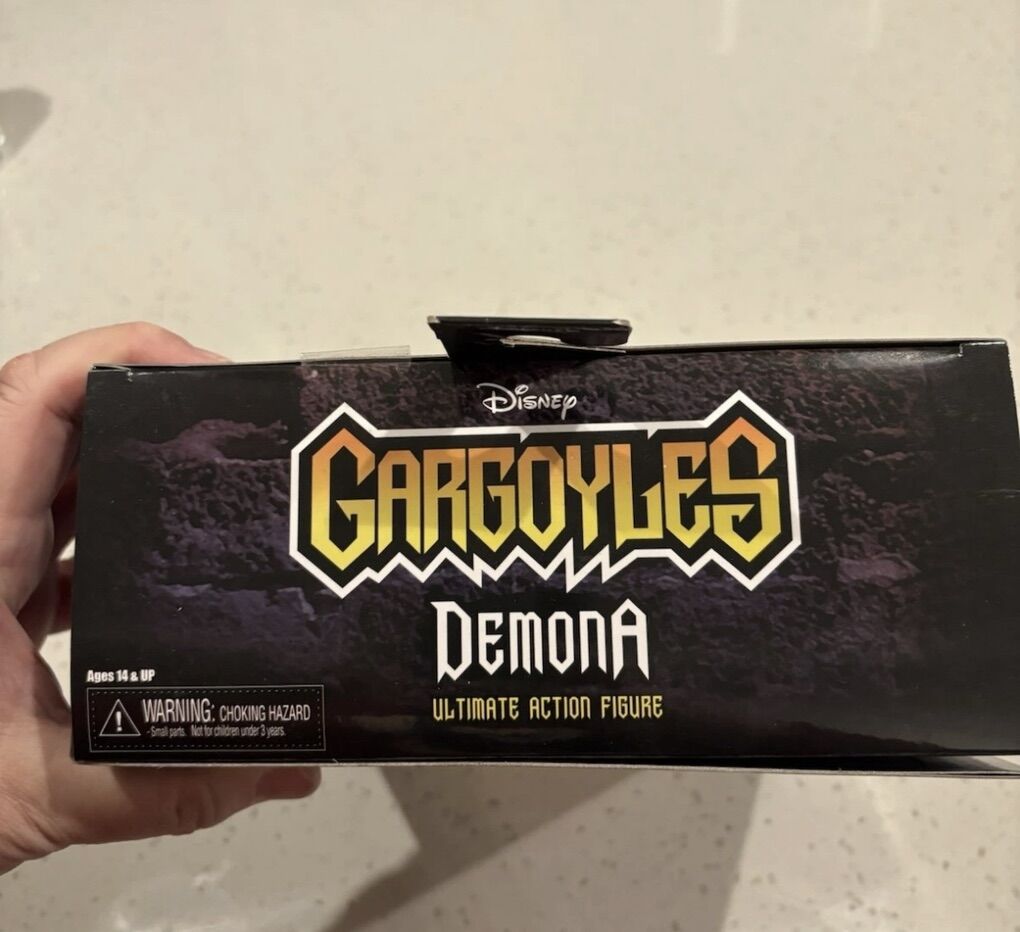 Disney
GARGOYLES
DEMONA
ULTIMATE ACTION FIGURE
Ages 14 & UP
WARNING: CHOKING HAZARD
-Small parts. Not for children under 3 years.